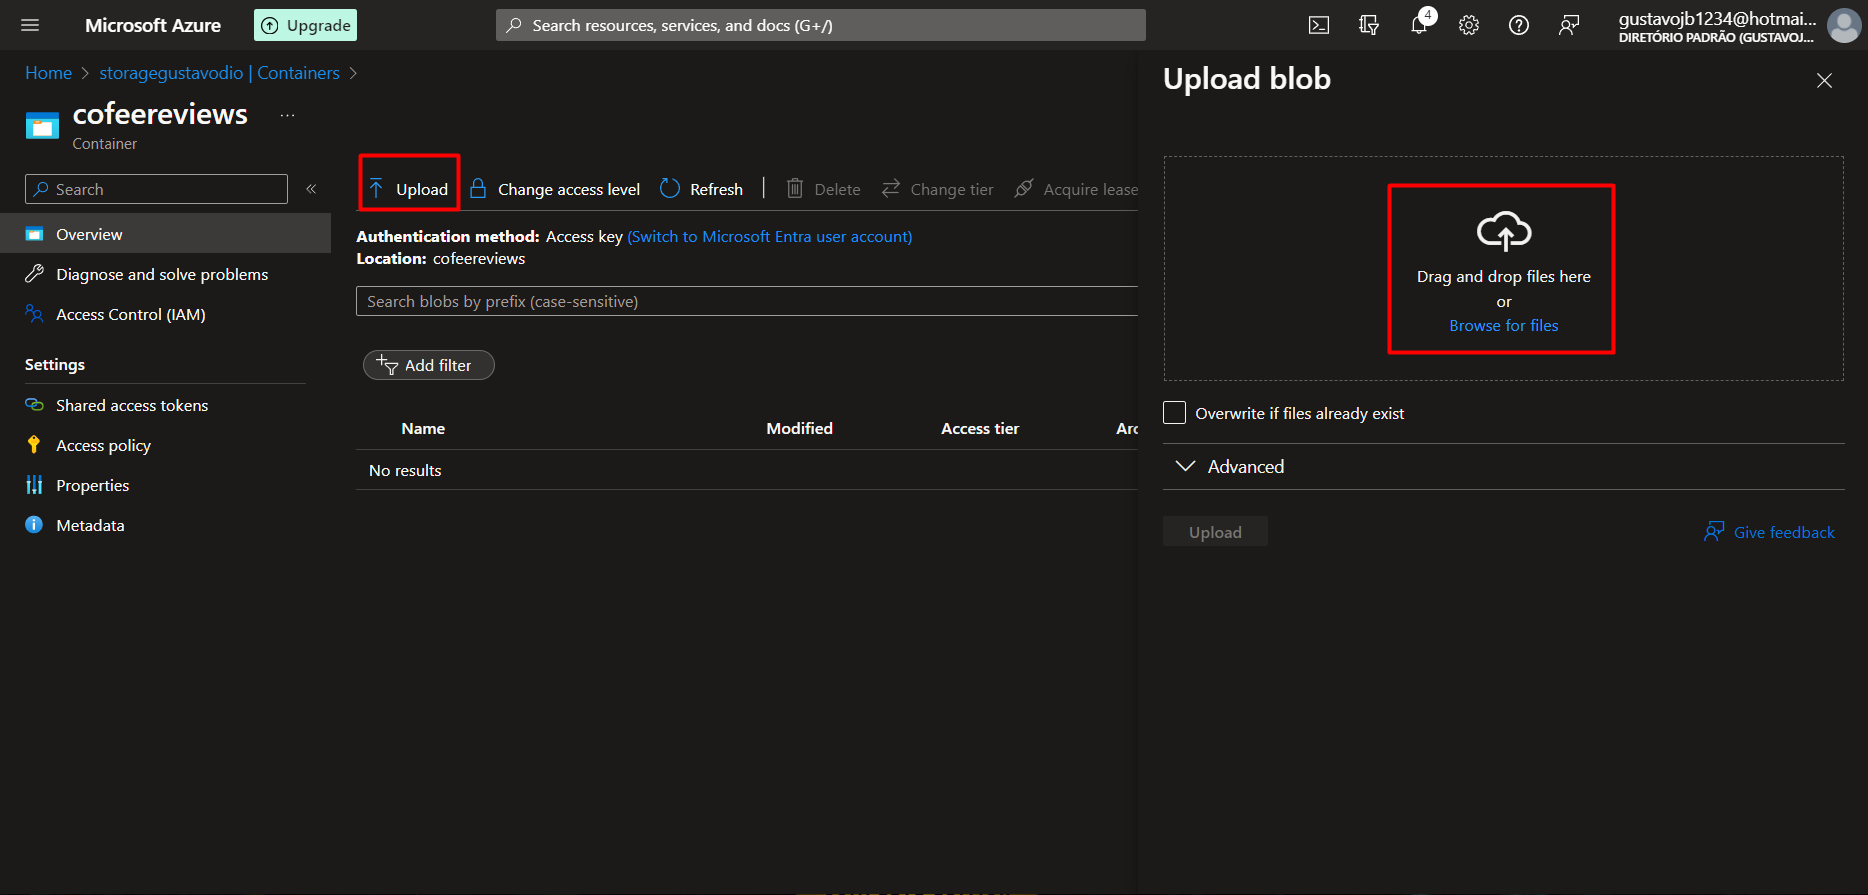 Microsoft Azure
Upgrade
Search resources, services, and docs (G+/)
4
gustavojb1234@hotmai...
DIRETÓRIO PADRÃO (GUSTAVOJ...
Home > storagegustavodio | Containers >
cofeereviews ...
Container
Search
«
Overview
Diagnose and solve problems
Access Control (IAM)
Settings
Shared access tokens
Access policy
Properties
Metadata
Upload
Change access level
Refresh
Delete
Change tier
Acquire lease
Authentication method: Access key (Switch to Microsoft Entra user account)
Location: cofeereviews
Search blobs by prefix (case-sensitive)
Add filter
Name Modified Access tier Arc
No results
Upload blob
Drag and drop files here
or
Browse for files
Overwrite if files already exist
Advanced
Upload
Give feedback